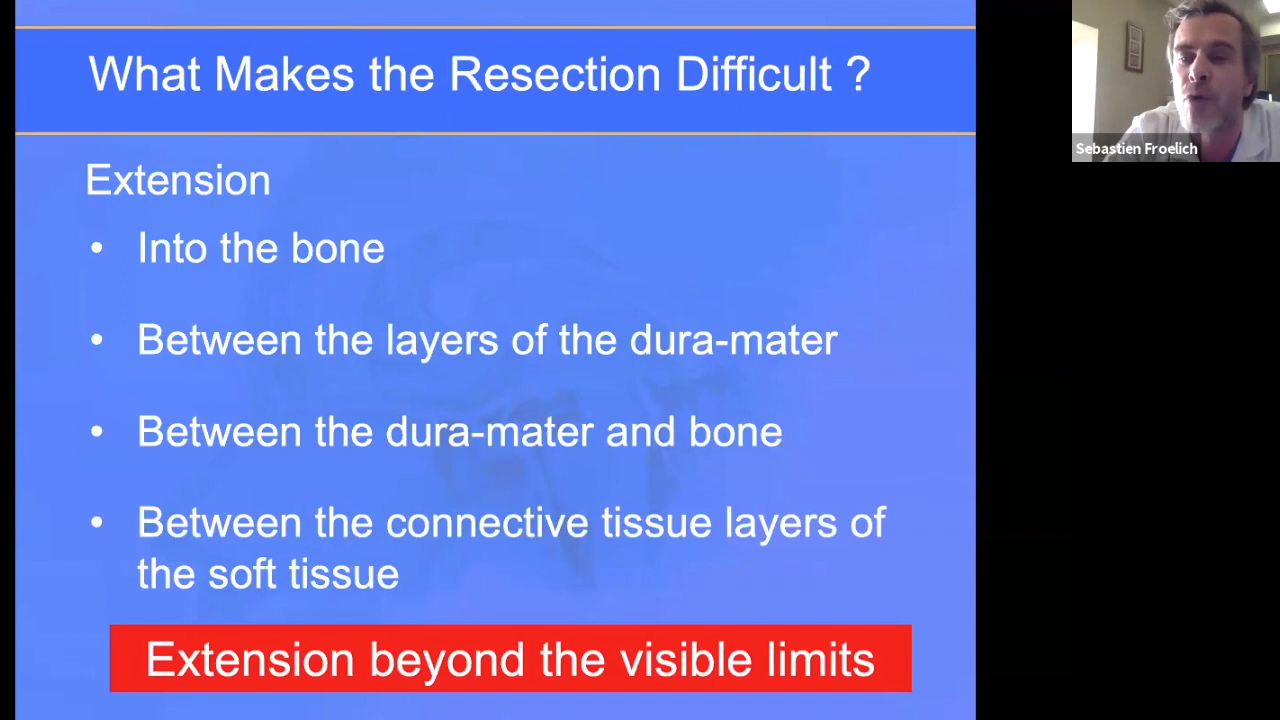 What Makes the Resection Difficult ?
Sebastien Froelich
Extension
• Into the bone
• Between the layers of the dura-mater
• Between the dura-mater and bone
• Between the connective tissue layers of
the soft tissue
Extension beyond the visible limits